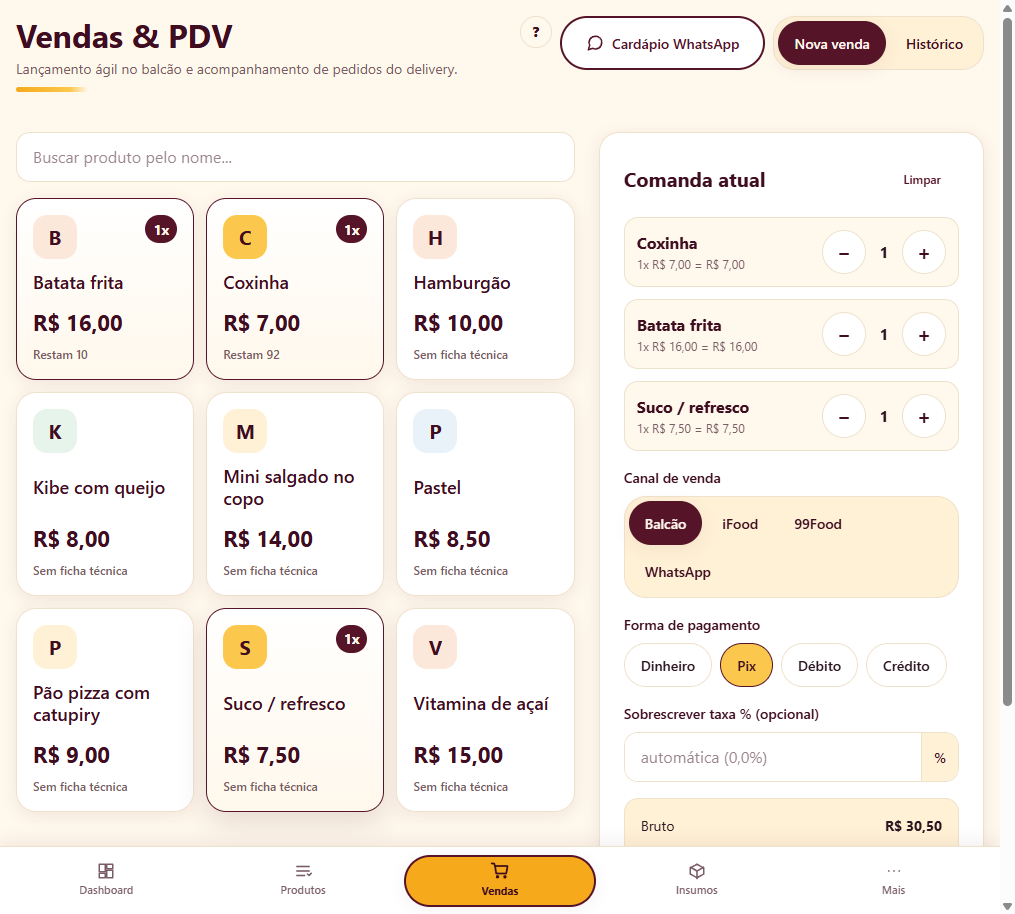 Vendas & PDV
Lançamento ágil no balcão e acompanhamento de pedidos do delivery.
?
Cardápio WhatsApp
Nova venda
Histórico
Buscar produto pelo nome...
B
1x
Batata frita
R$ 16,00
Restam 10
C
1x
Coxinha
R$ 7,00
Restam 92
H
Hamburgão
R$ 10,00
Sem ficha técnica
K
Kibe com queijo
R$ 8,00
Sem ficha técnica
M
Mini salgado no
copo
R$ 14,00
Sem ficha técnica
P
Pastel
R$ 8,50
Sem ficha técnica
P
Pão pizza com
catupiry
R$ 9,00
Sem ficha técnica
S
1x
Suco / refresco
R$ 7,50
Sem ficha técnica
V
Vitamina de açaí
R$ 15,00
Sem ficha técnica
Comanda atual
Limpar
Coxinha
1x R$ 7,00 = R$ 7,00
− 1 +
Batata frita
1x R$ 16,00 = R$ 16,00
− 1 +
Suco / refresco
1x R$ 7,50 = R$ 7,50
− 1 +
Canal de venda
Balcão
iFood
99Food
WhatsApp
Forma de pagamento
Dinheiro
Pix
Débito
Crédito
Sobrescrever taxa % (opcional)
automática (0,0%)
%
Bruto
R$ 30,50
Dashboard
Produtos
Vendas
Insumos
Mais